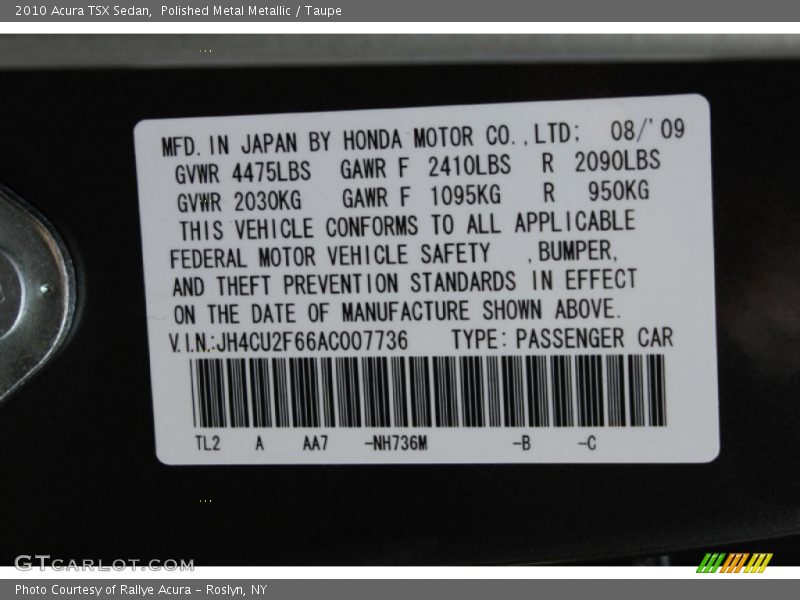 2010 Acura TSX Sedan,  Polished Metal Metallic / Taupe
MFD. IN JAPAN BY HONDA MOTOR CO., LTD; 08/'09
GVWR 4475LBS GAWR F 2410LBS R 2090LBS
GVWR 2030KG GAWR F 1095KG R 950KG
THIS VEHICLE CONFORMS TO ALL APPLICABLE
FEDERAL MOTOR VEHICLE SAFETY , BUMPER,
AND THEFT PREVENTION STANDARDS IN EFFECT
ON THE DATE OF MANUFACTURE SHOWN ABOVE.
V.I.N.:JH4CU2F66AC007736 TYPE: PASSENGER CAR
TL2 A AA7 -NH736M -B -C
GTCARLOT.COM
Photo Courtesy of Rallye Acura - Roslyn, NY